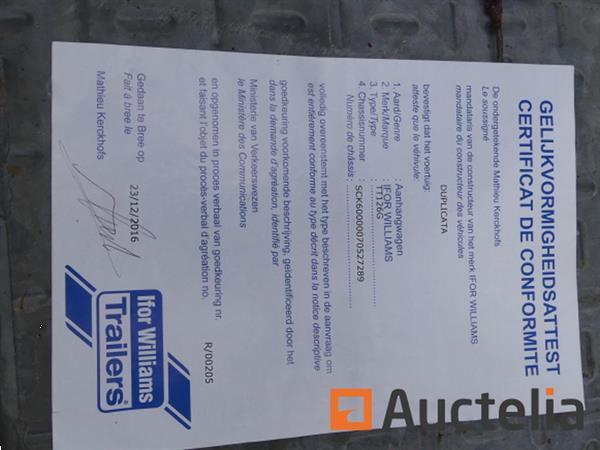 GELIJKVORMIGHEIDSATTEST
CERTIFICAT DE CONFORMITE
De ondergetekende Mathieu Kerckhofs
Le soussigné
mandataris van de constructeur van het merk IFOR WILLIAMS
mandataire du constructeur des véhicules
DUPLICATA
bevestigt dat het voertuig:
atteste que le véhicule:
1. Aard/Genre : Aanhangwagen
2. Merk/Marque : IFOR WILLIAMS
3. Type/Type : TT126G
4. Chassisnummer : SCK60000070527289
Numéro de châssis :
volledig overeenstemt met het type beschreven in de aanvraag om
est entièrement conforme au type décrit dans la notice descriptive
goedkeuring voorkomende beschrijving, geïdentificeerd door het
dans la demande d'agréation, identifié par
Ministerie van Verkeerswezen
le Ministère des Communications
en opgenomen in proces verbaal van goedkeuring nr.
et faisant l'objet du procès-verbal d'agréation no.
R/00205
Gedaan te Bree op 23/12/2016
Fait à bree le
Mathieu Kerckhofs
Ifor Williams
Trailers
Auctelia